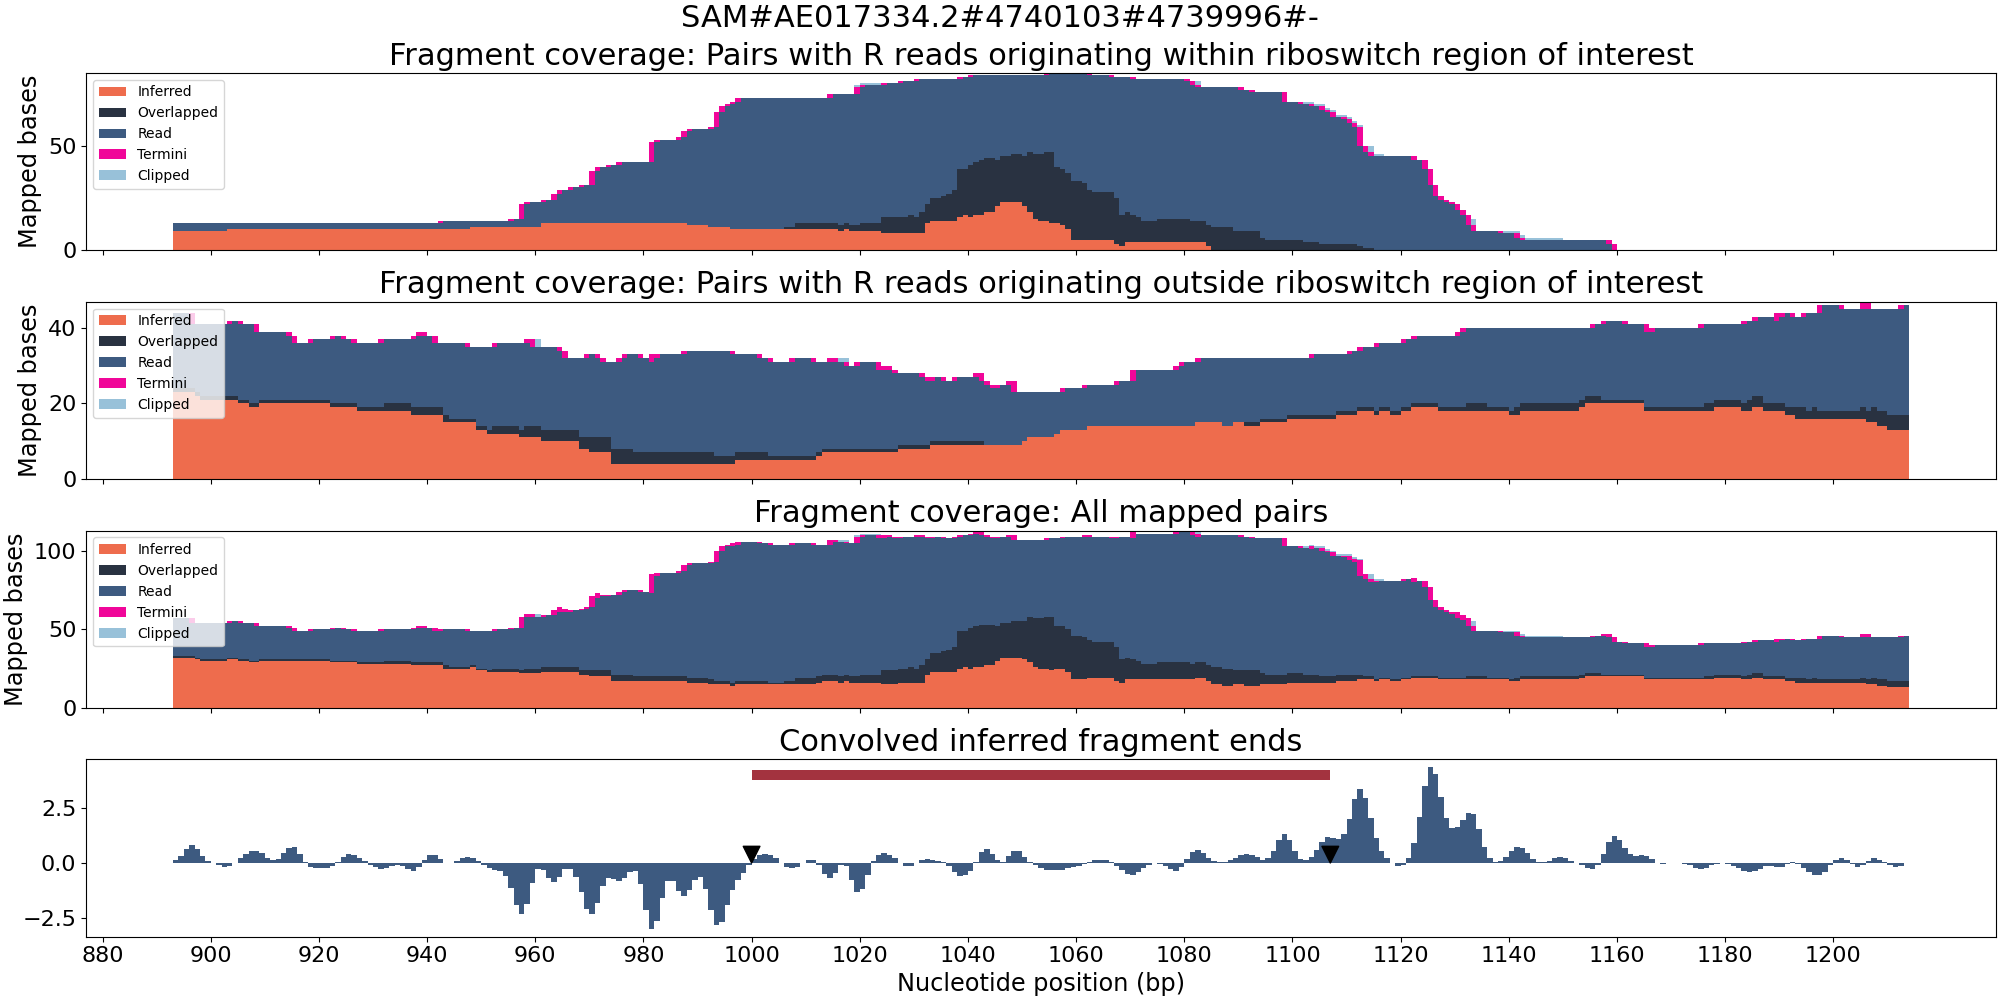 SAM#AE017334.2#4740103#4739996#-
Fragment coverage: Pairs with R reads originating within riboswitch region of interest
Mapped bases
50
0
Inferred
Overlapped
Read
Termini
Clipped
Fragment coverage: Pairs with R reads originating outside riboswitch region of interest
Mapped bases
40
20
0
Inferred
Overlapped
Read
Termini
Clipped
Fragment coverage: All mapped pairs
Mapped bases
100
50
0
Inferred
Overlapped
Read
Termini
Clipped
Convolved inferred fragment ends
2.5
0.0
−2.5
880 900 920 940 960 980 1000 1020 1040 1060 1080 1100 1120 1140 1160 1180 1200
Nucleotide position (bp)